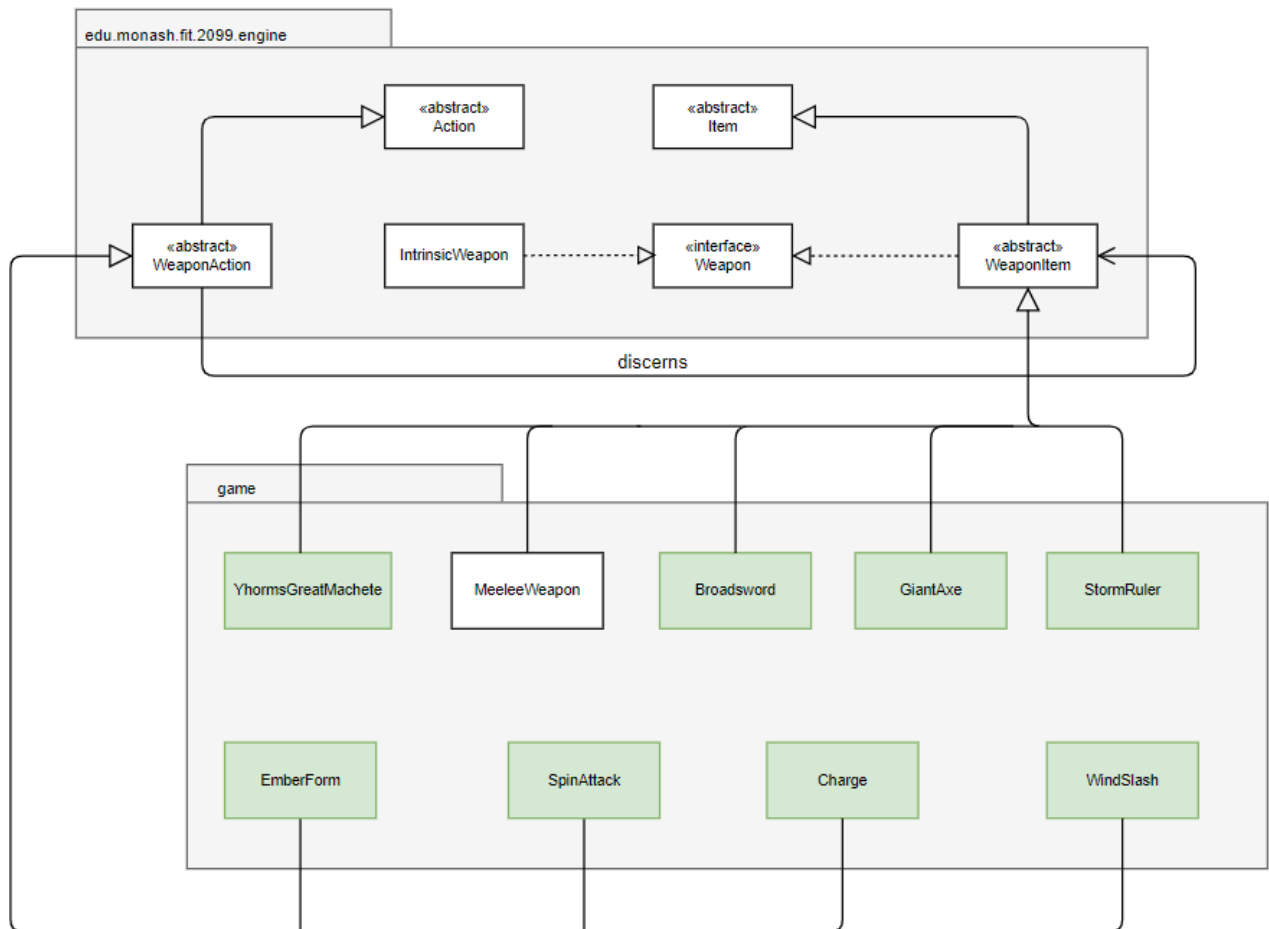 edu.monash.fit.2099.engine
«abstract»
Action
«abstract»
Item
«abstract»
WeaponAction
IntrinsicWeapon
«interface»
Weapon
«abstract»
WeaponItem
discerns
game
YhormsGreatMachete
MeeleeWeapon
Broadsword
GiantAxe
StormRuler
EmberForm
SpinAttack
Charge
WindSlash